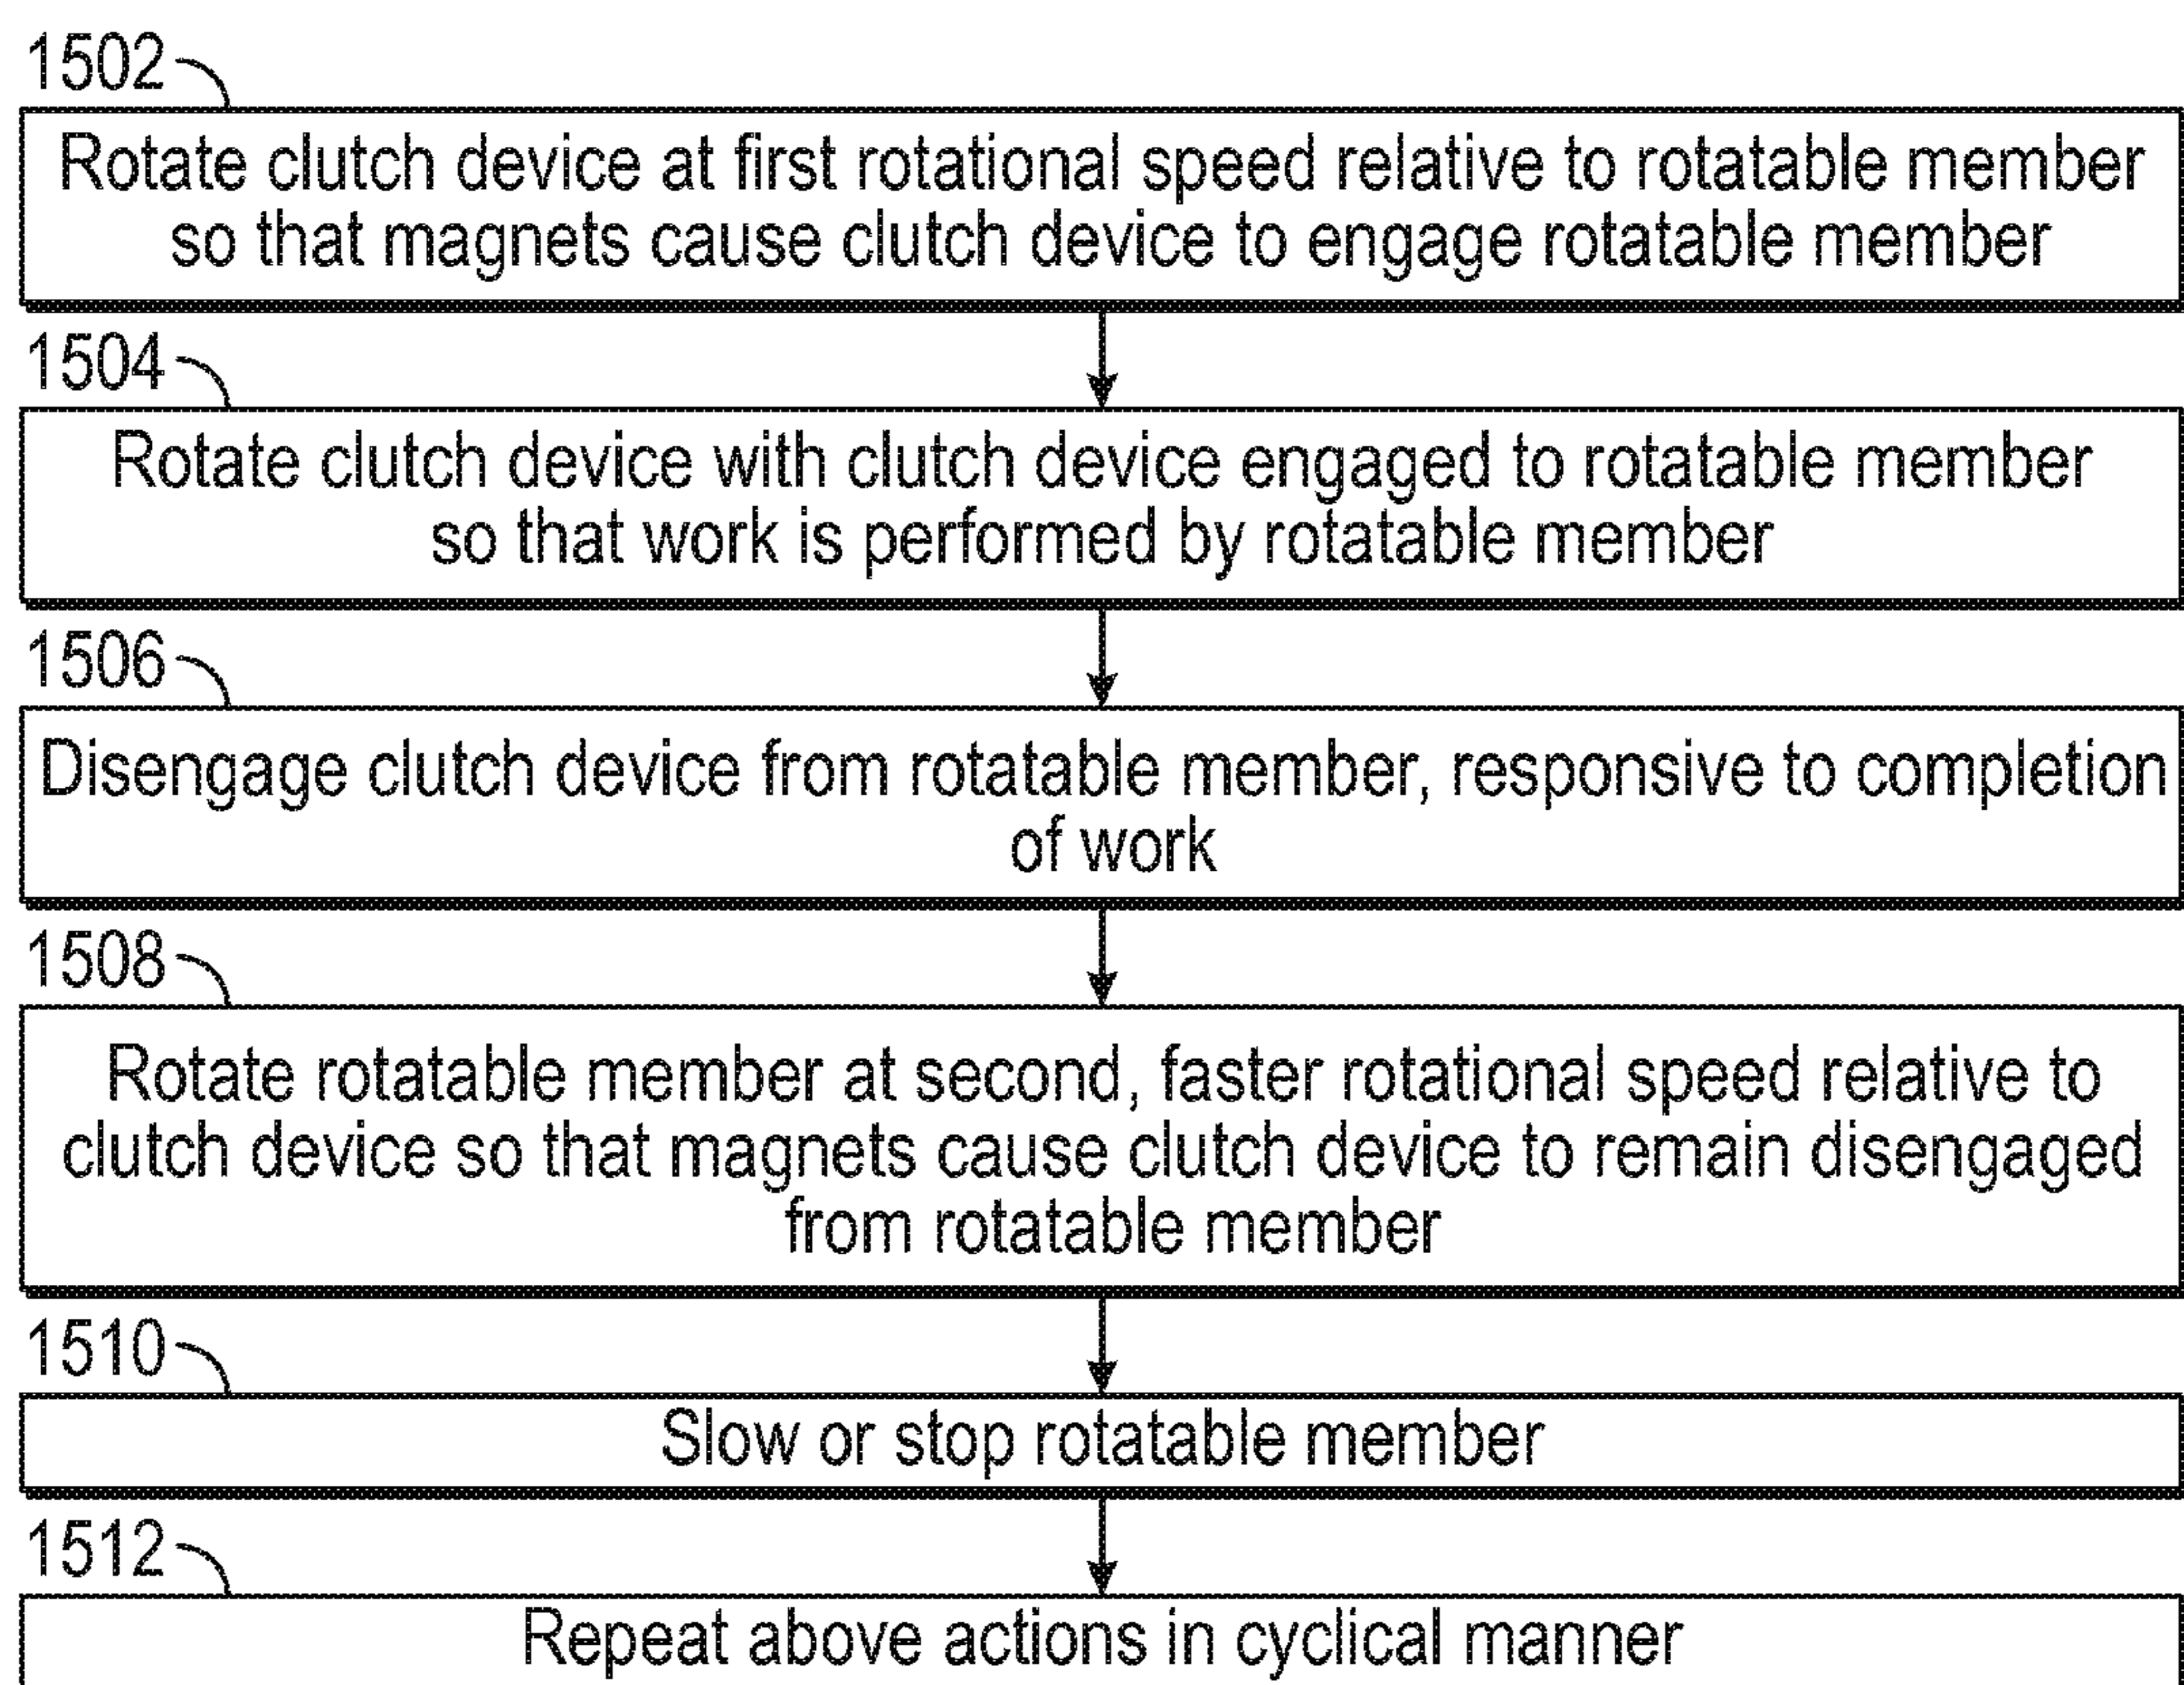 1502
Rotate clutch device at first rotational speed relative to rotatable member
so that magnets cause clutch device to engage rotatable member
1504
Rotate clutch device with clutch device engaged to rotatable member
so that work is performed by rotatable member
1506
Disengage clutch device from rotatable member, responsive to completion
of work
1508
Rotate rotatable member at second, faster rotational speed relative to
clutch device so that magnets cause clutch device to remain disengaged
from rotatable member
1510
Slow or stop rotatable member
1512
Repeat above actions in cyclical manner